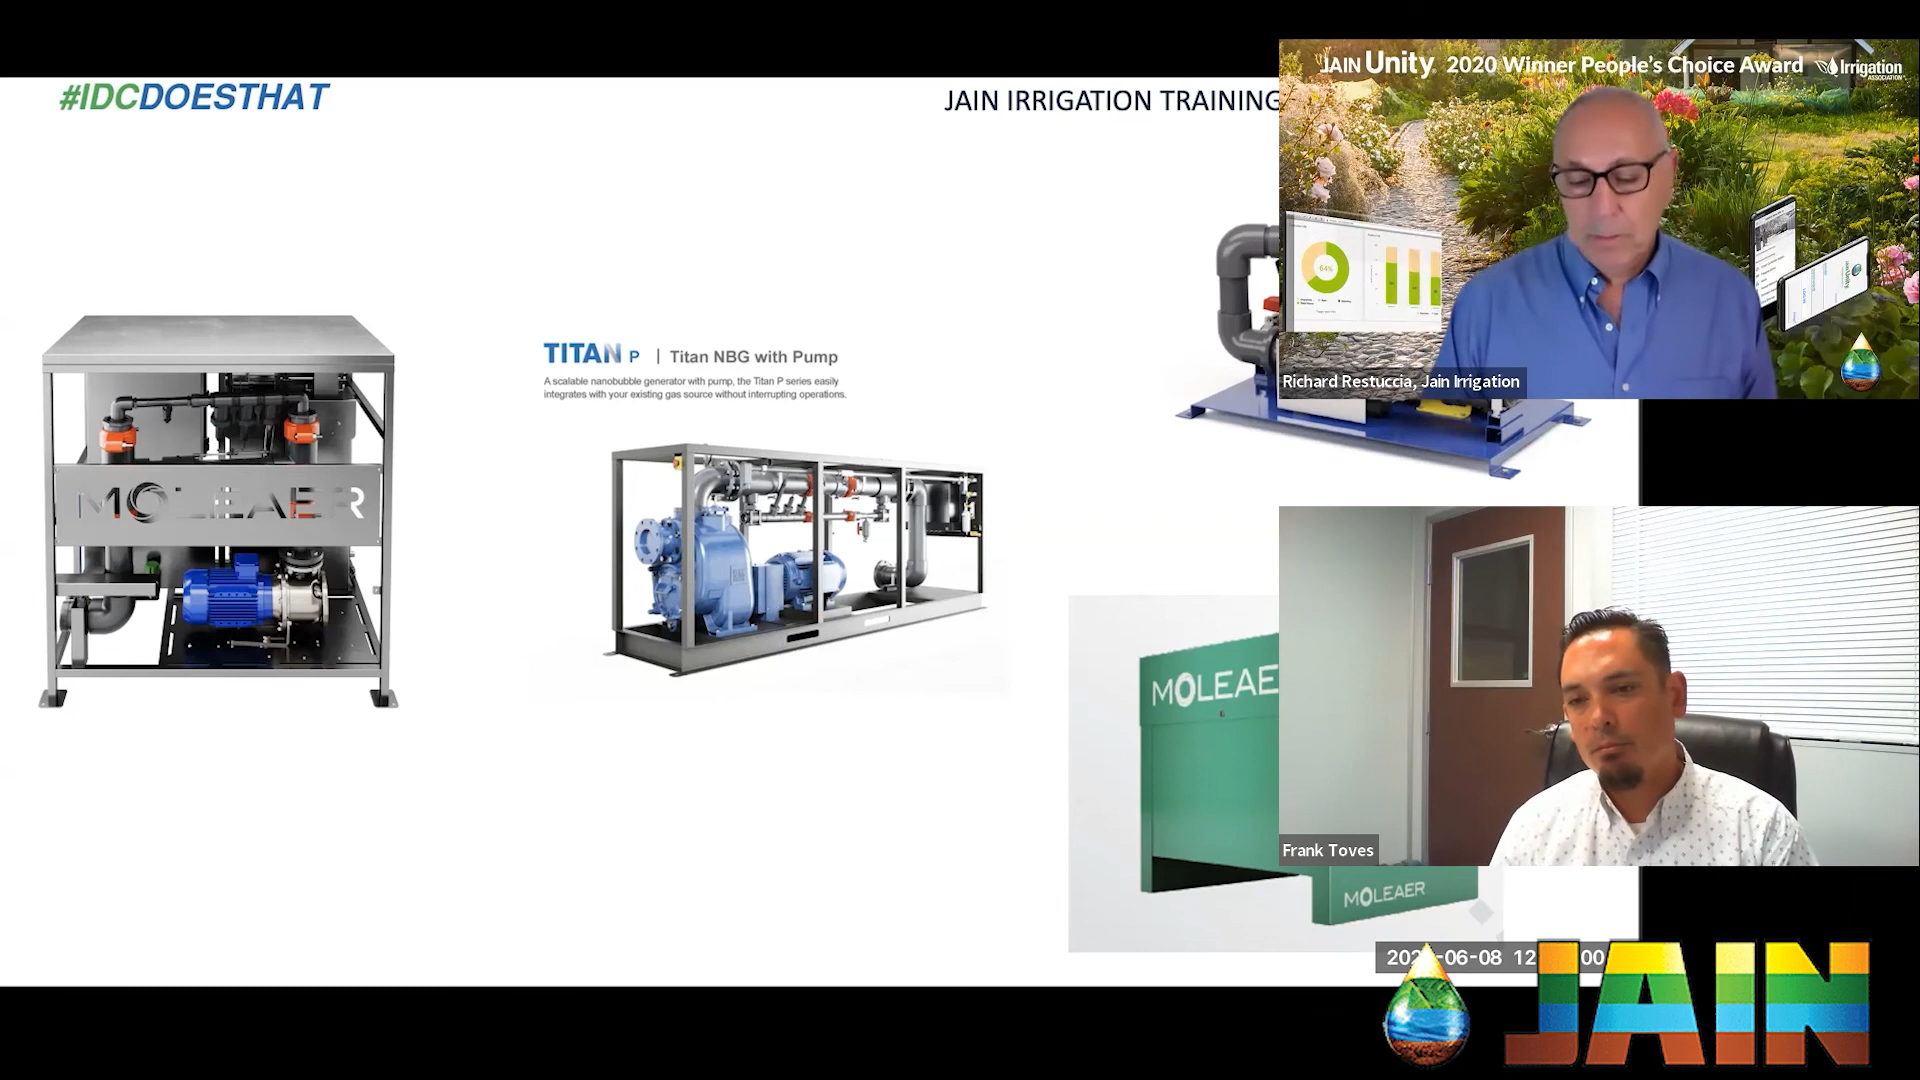 #IDCDOESTHAT
JAIN IRRIGATION TRAINING
JAIN Unity 2020 Winner People's Choice Award
Irrigation
ASSOCIATION
64%
Richard Restuccia, Jain Irrigation
TITAN P | Titan NBG with Pump
A scalable nanobubble generator with pump, the Titan P series easily
integrates with your existing gas source without interrupting operations.
MOLEAER
MOLEAE
MOLEAER
Frank Toves
-06-08 12
00
JAIN